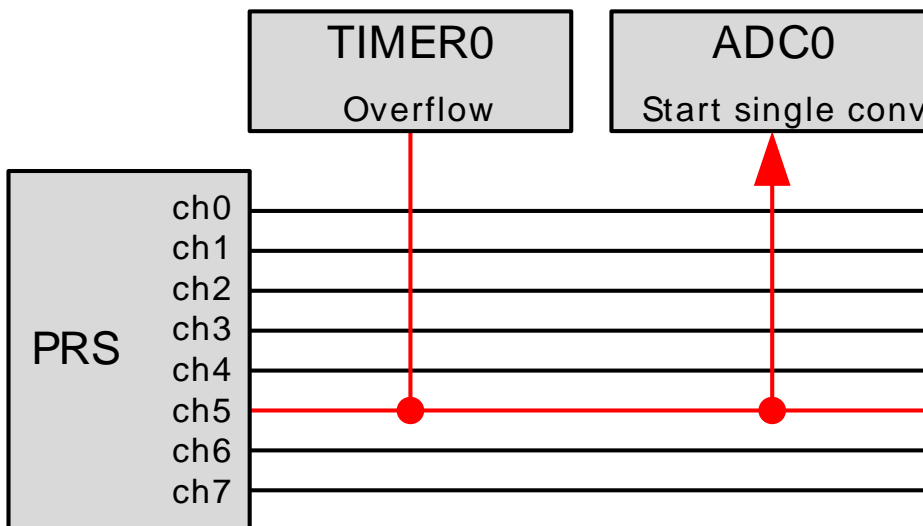 TIMER0
Overflow
ADC0
Start single conv
PRS
ch0
ch1
ch2
ch3
ch4
ch5
ch6
ch7